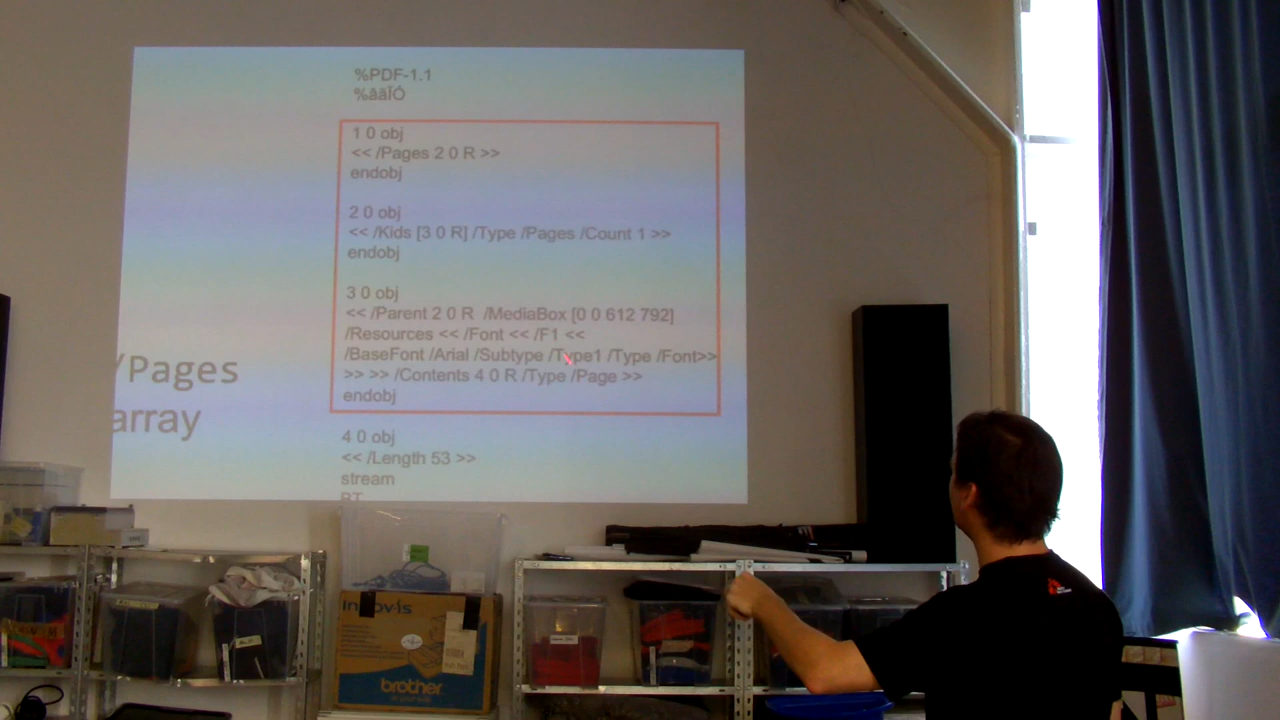 %PDF-1.1
%âãÏÓ
1 0 obj
<< /Pages 2 0 R >>
endobj
2 0 obj
<< /Kids [3 0 R] /Type /Pages /Count 1 >>
endobj
3 0 obj
<< /Parent 2 0 R /MediaBox [0 0 612 792]
/Resources << /Font << /F1 <<
/BaseFont /Arial /Subtype /Type1 /Type /Font>>
>> >> /Contents 4 0 R /Type /Page >>
endobj
4 0 obj
<< /Length 53 >>
stream
BT
/Pages
array
brother